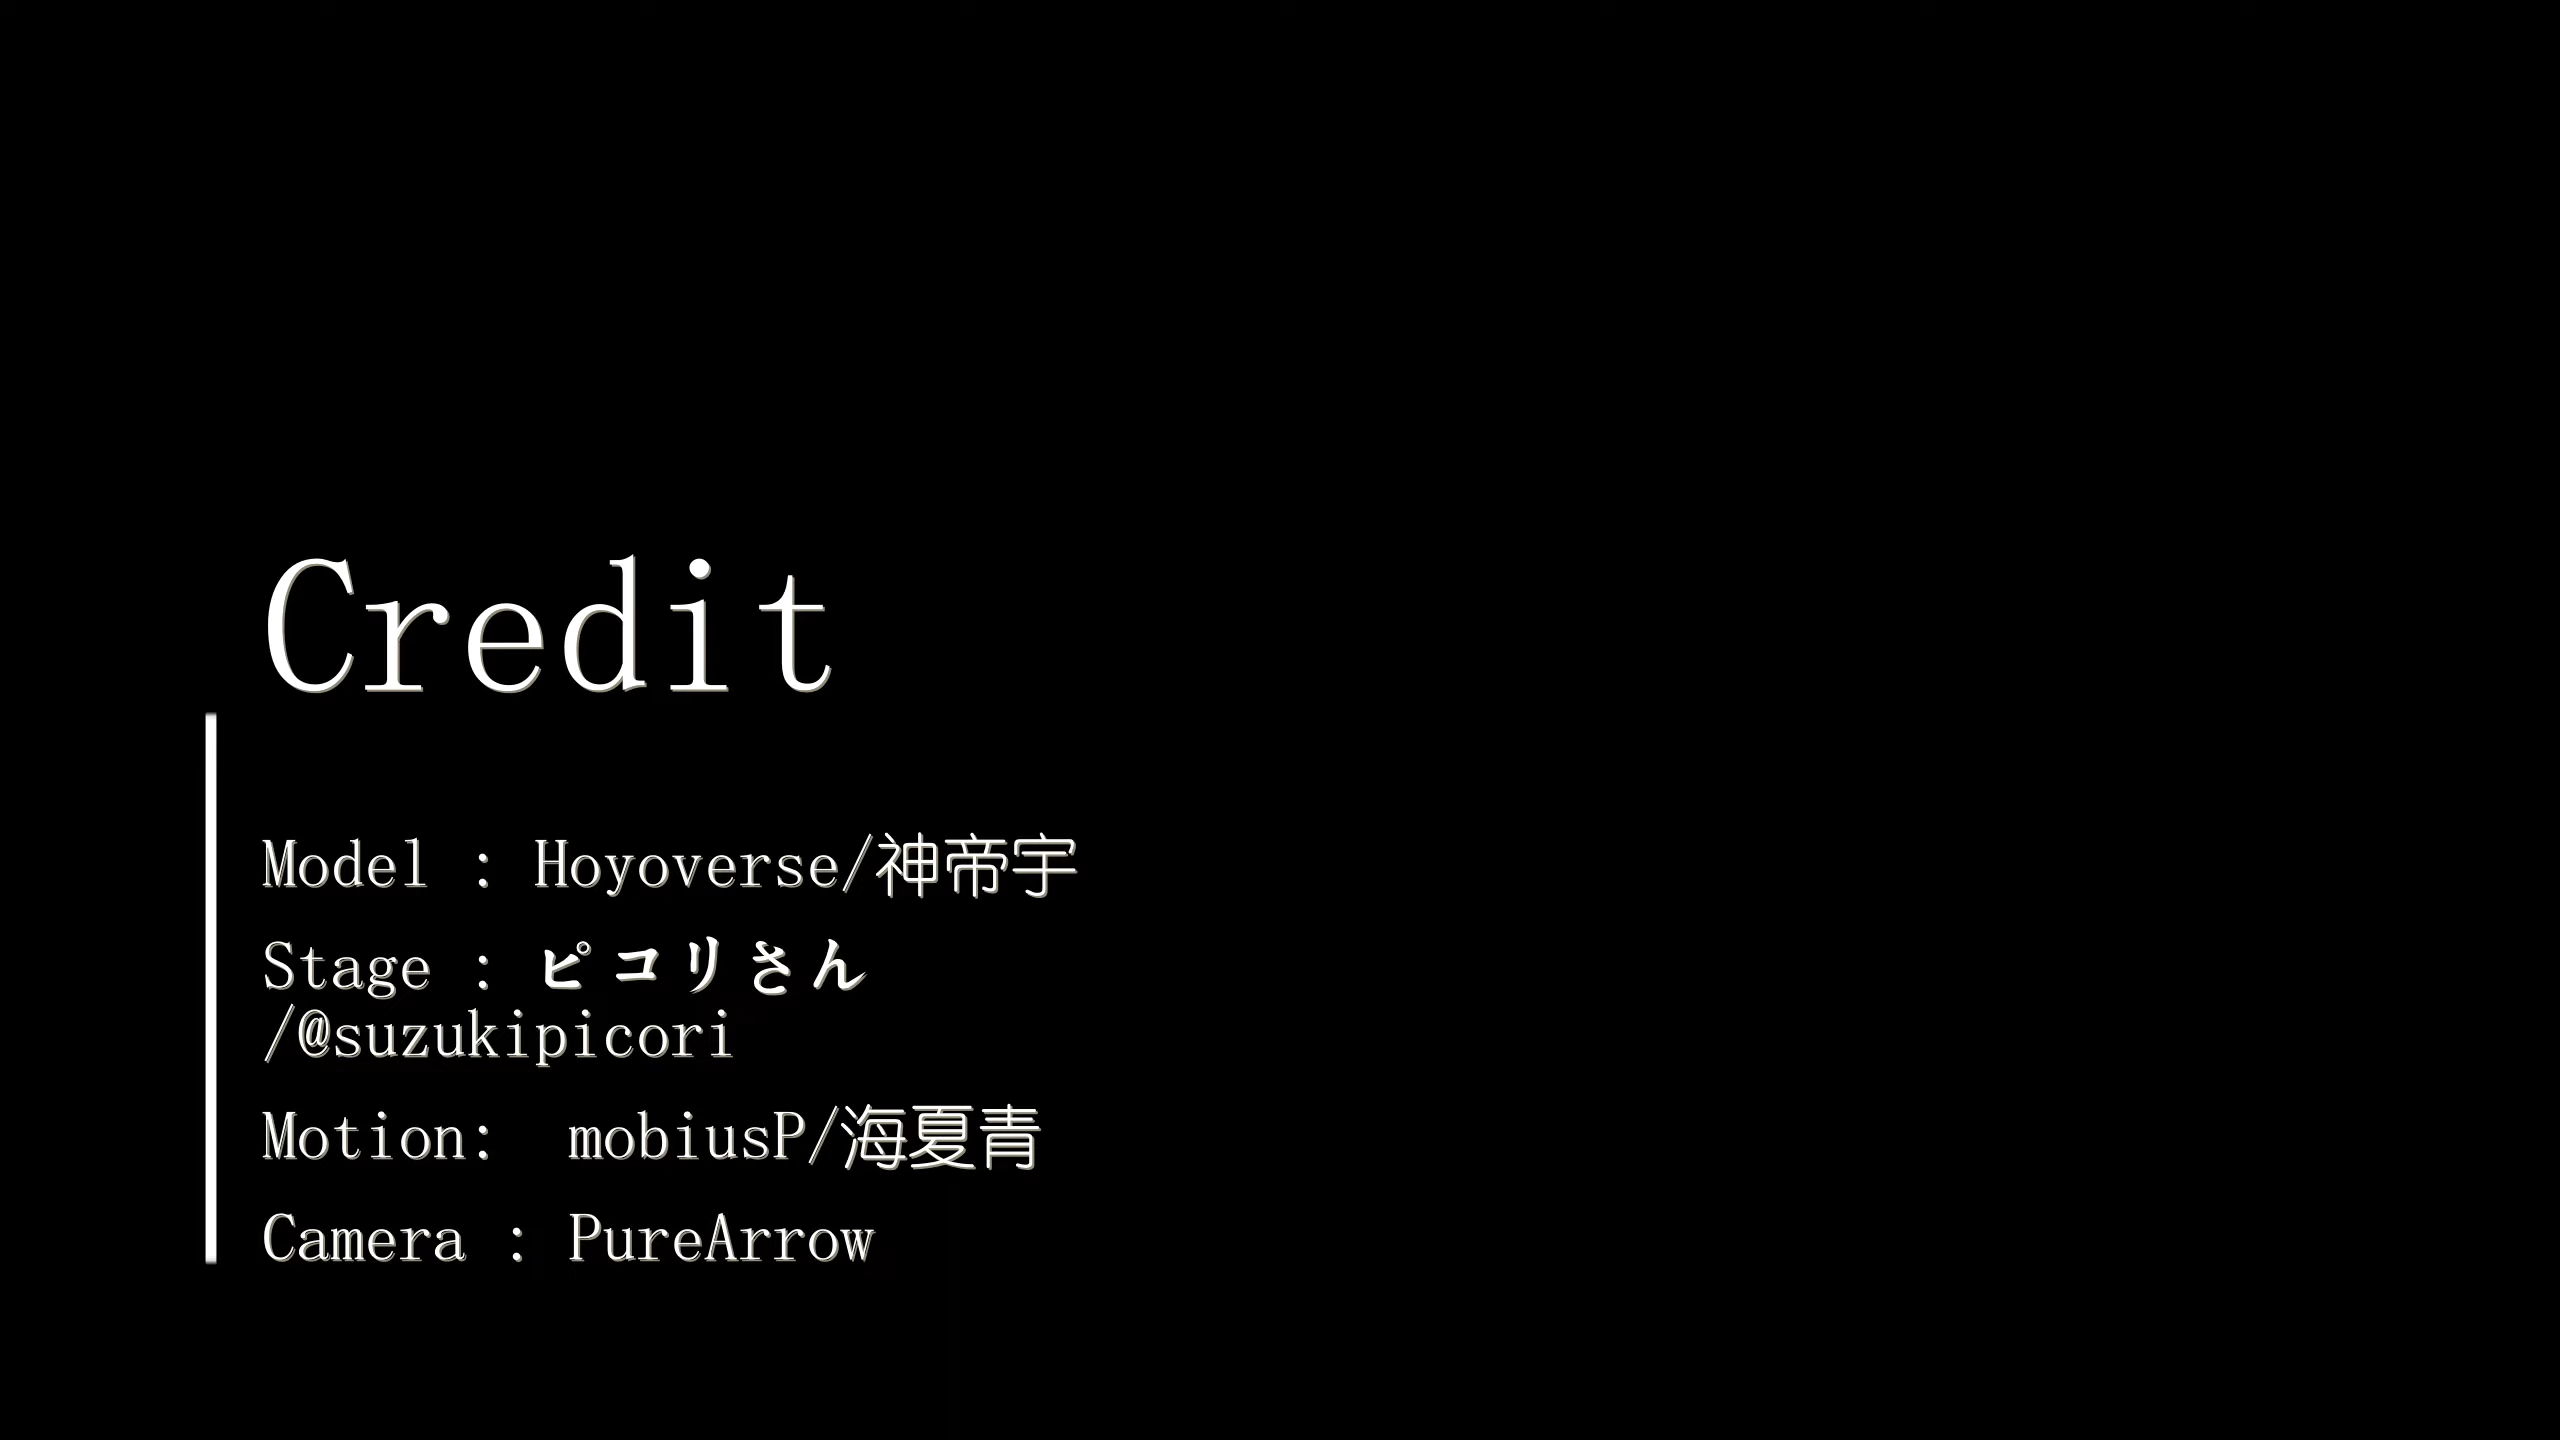 Credit
Model : Hoyoverse/神帝宇
Stage : ピコリさん
/@suzukipicori
Motion:  mobiusP/海夏青
Camera : PureArrow